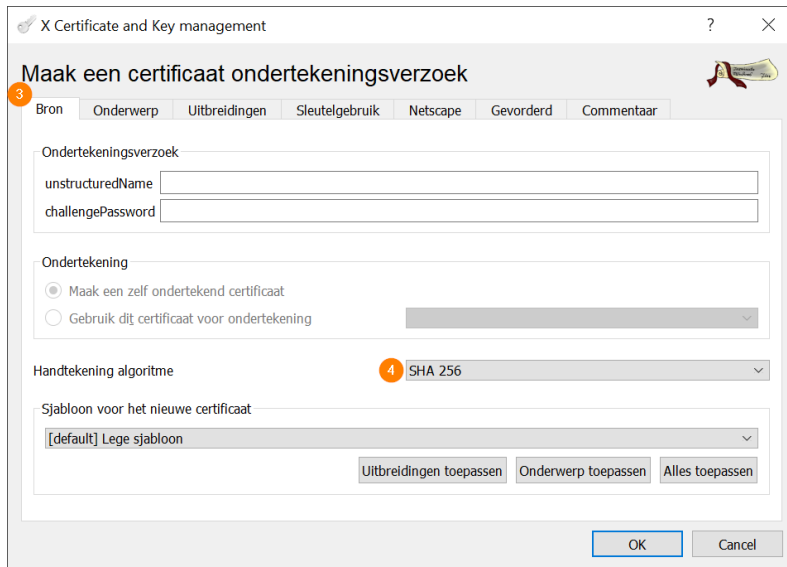 X Certificate and Key management
?
Maak een certificaat ondertekeningsverzoek
3
Bron Onderwerp Uitbreidingen Sleutelgebruik Netscape Gevorderd Commentaar
Ondertekeningsverzoek
unstructuredName
challengePassword
Ondertekening
Maak een zelf ondertekend certificaat
Gebruik dit certificaat voor ondertekening
Handtekening algoritme 4 SHA 256
Sjabloon voor het nieuwe certificaat
[default] Lege sjabloon
Uitbreidingen toepassen Onderwerp toepassen Alles toepassen
OK Cancel